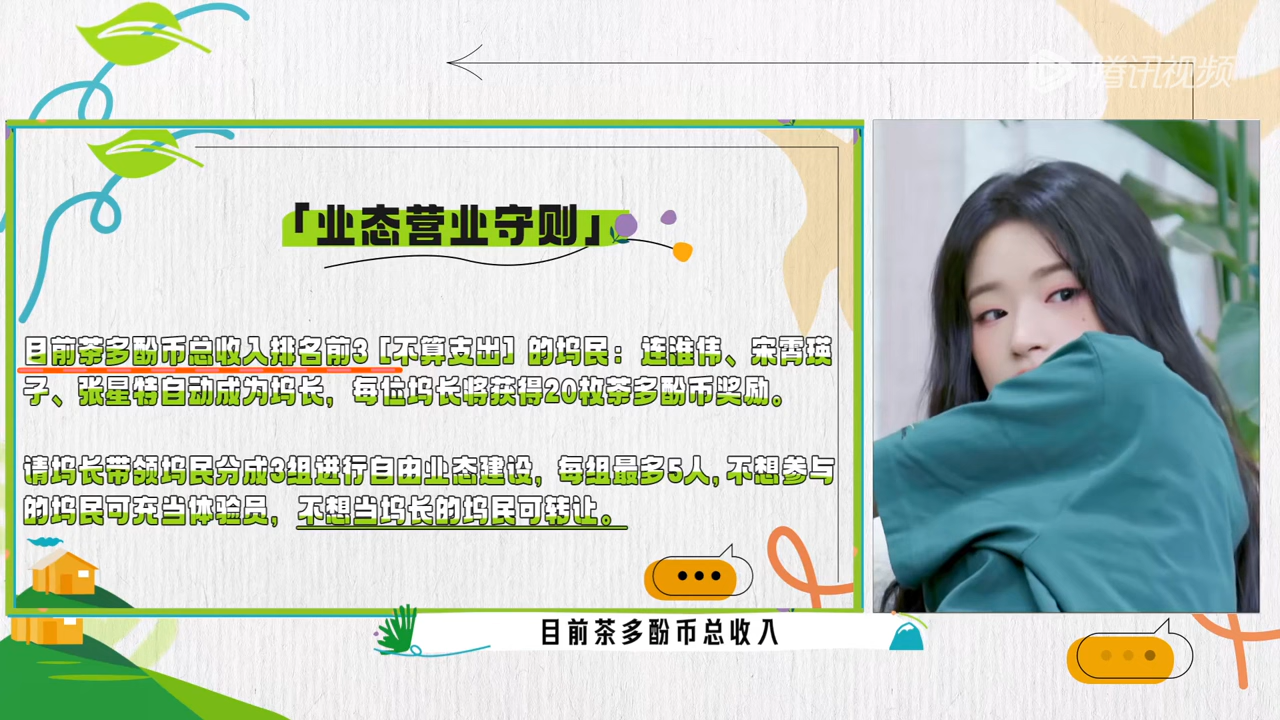 腾讯视频
「业态营业守则」
目前茶多酚币总收入排名前3［不算支出］的坞民：连淮伟、宋霄瑛
子、张星特自动成为坞长，每位坞长将获得20枚茶多酚币奖励。
请坞长带领坞民分成3组进行自由业态建设，每组最多5人,不想参与
的坞民可充当体验员，不想当坞长的坞民可转让。
目前茶多酚币总收入